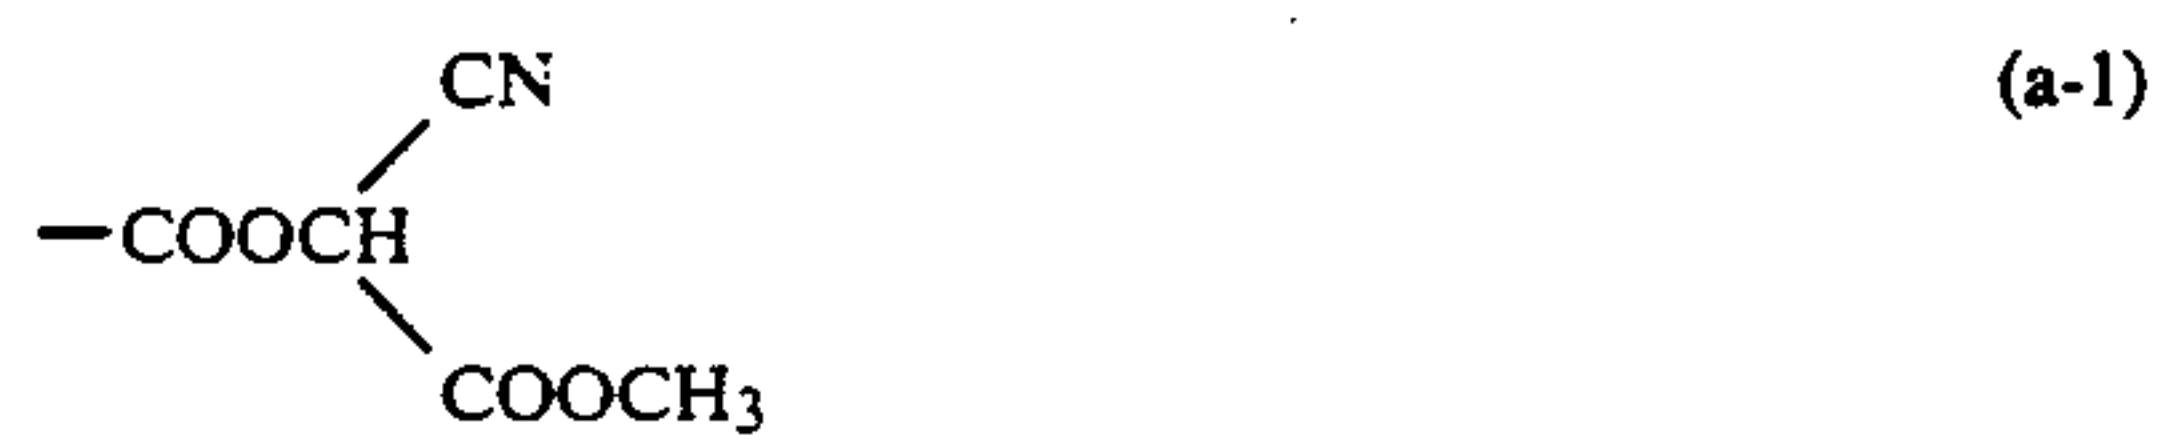 CN (a-1)
—COOCH
COOCH₃